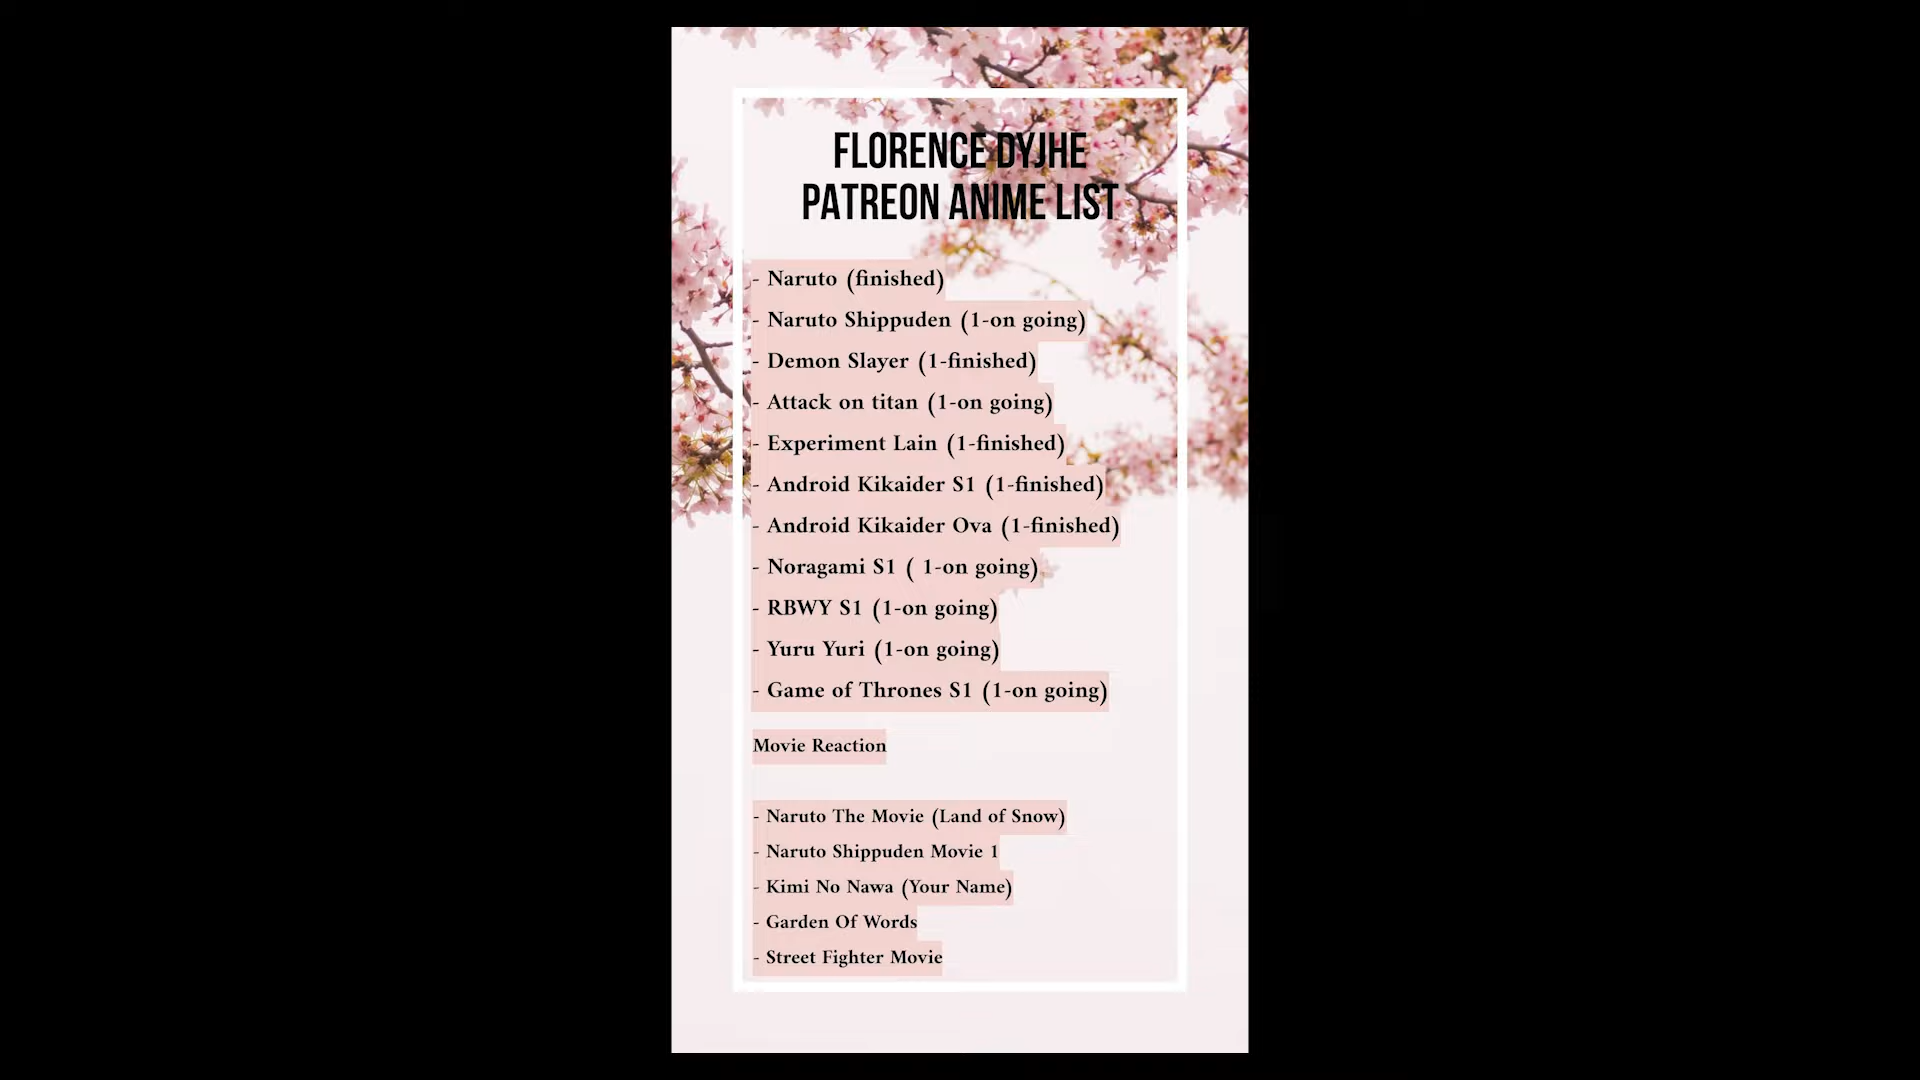 FLORENCE DYJHE
PATREON ANIME LIST
- Naruto (finished)
- Naruto Shippuden (1-on going)
- Demon Slayer (1-finished)
- Attack on titan (1-on going)
- Experiment Lain (1-finished)
- Android Kikaider S1 (1-finished)
- Android Kikaider Ova (1-finished)
- Noragami S1 ( 1-on going)
- RBWY S1 (1-on going)
- Yuru Yuri (1-on going)
- Game of Thrones S1 (1-on going)
Movie Reaction
- Naruto The Movie (Land of Snow)
- Naruto Shippuden Movie 1
- Kimi No Nawa (Your Name)
- Garden Of Words
- Street Fighter Movie